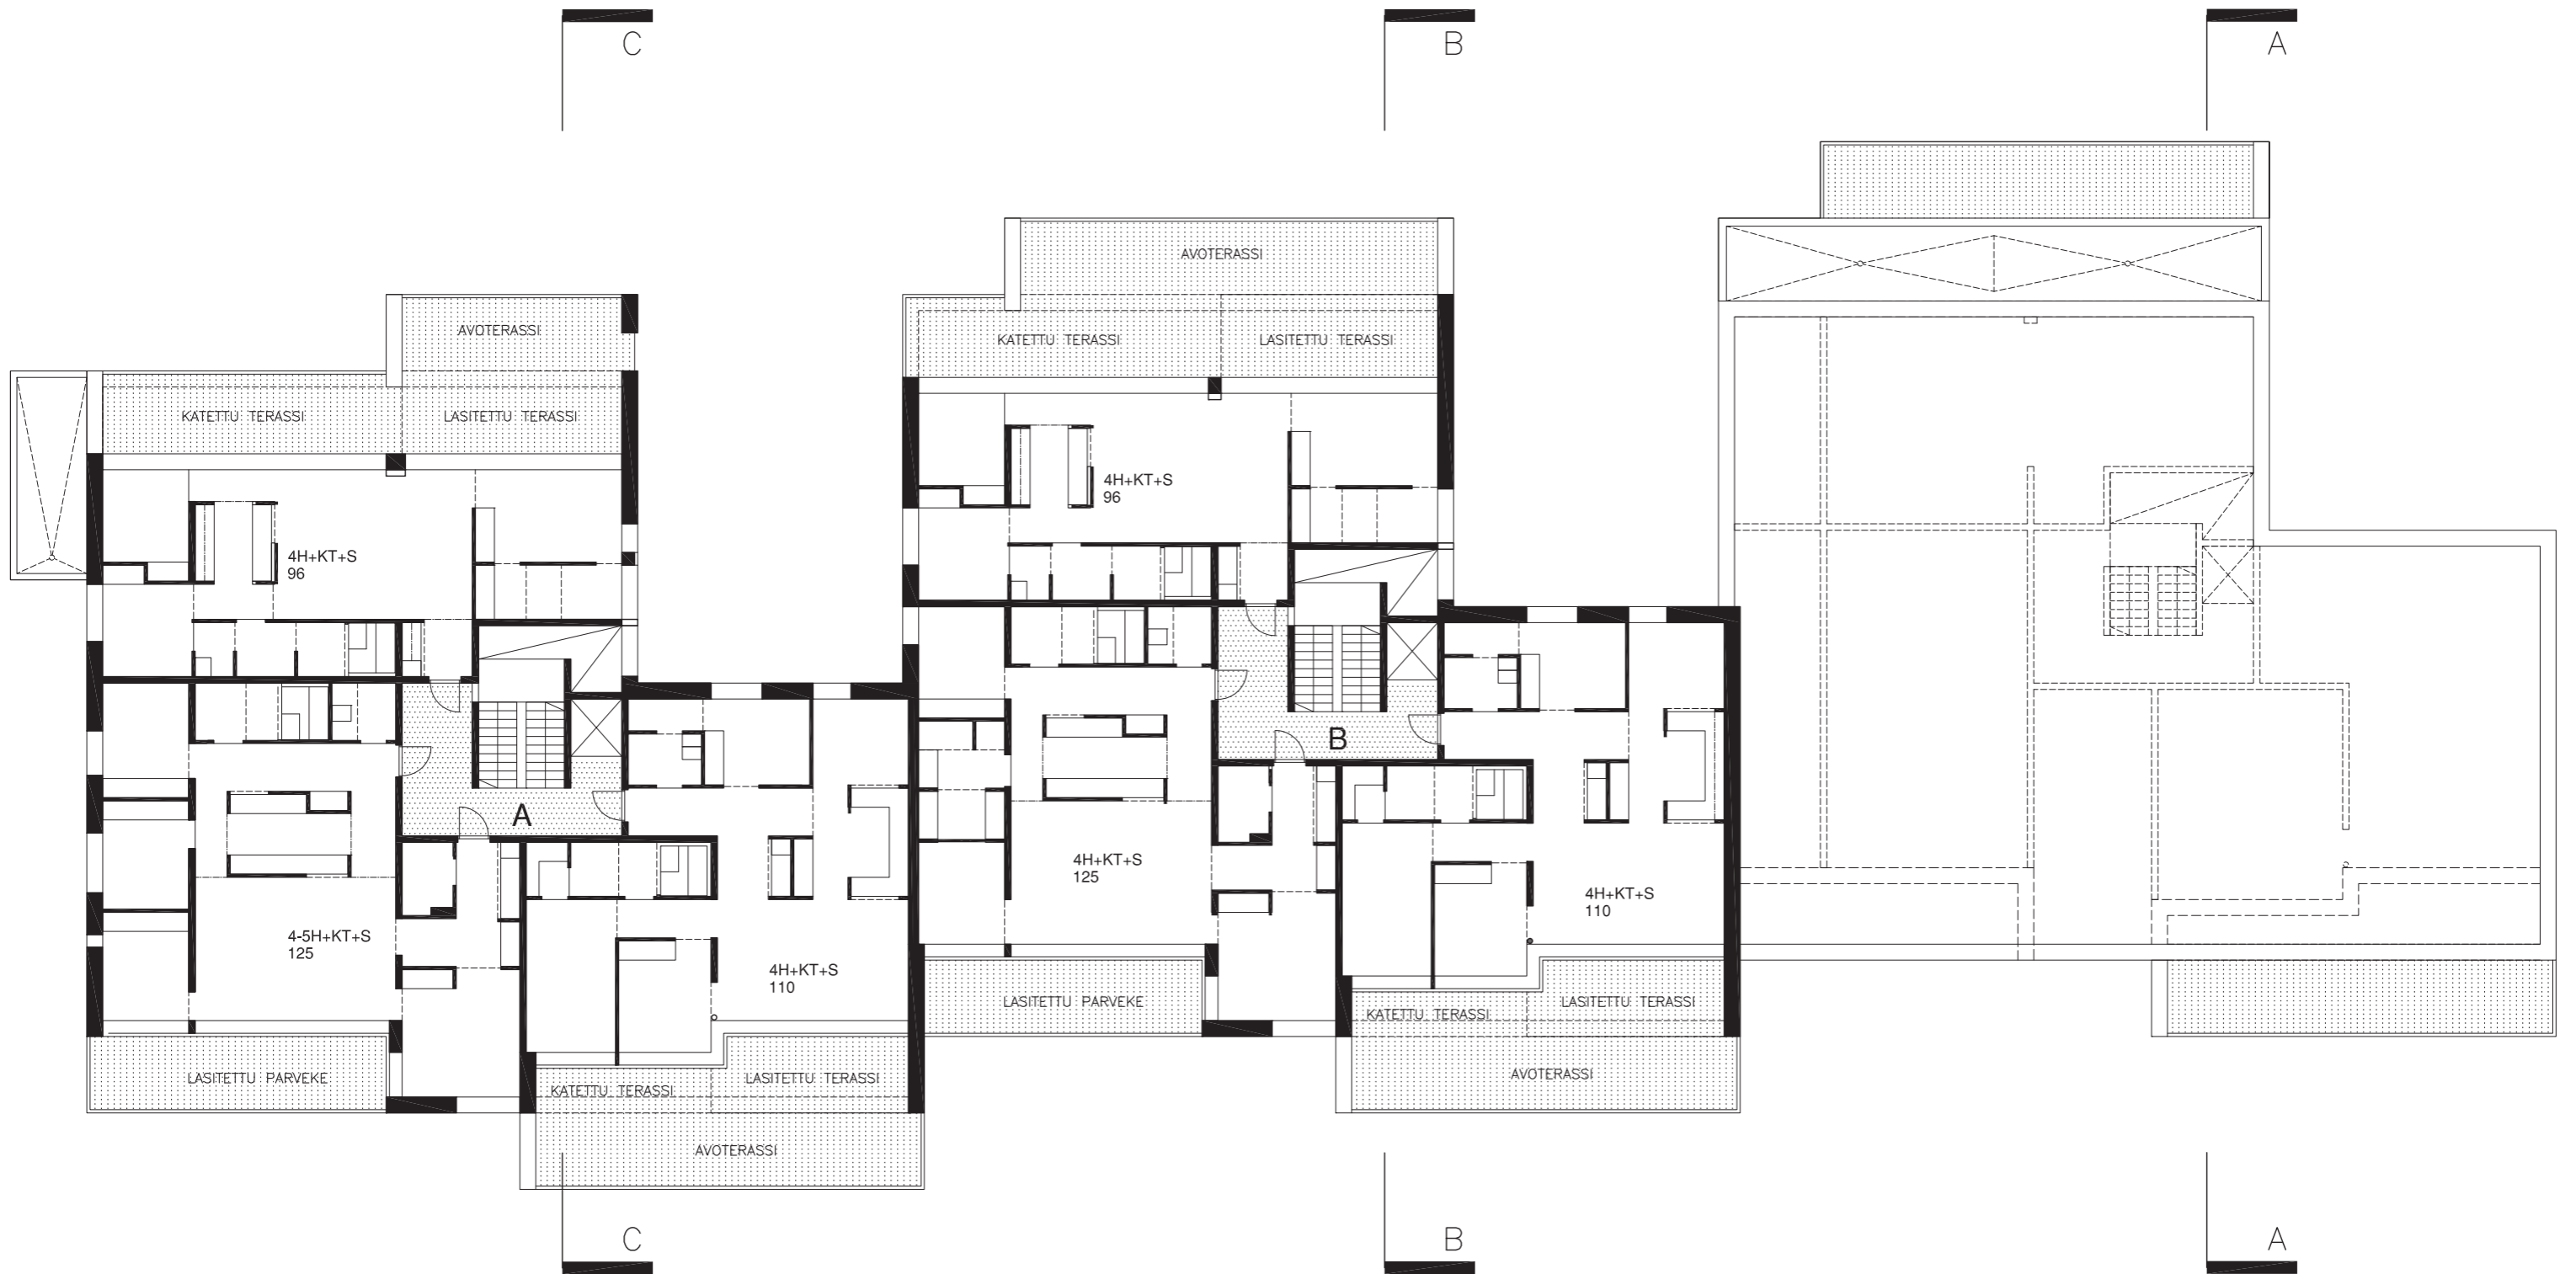 C
B
A
AVOTERASSI
KATETTU TERASSI
LASITETTU TERASSI
4H+KT+S
96
A
4-5H+KT+S
125
4H+KT+S
110
LASITETTU PARVEKE
KATETTU TERASSI
LASITETTU TERASSI
AVOTERASSI
AVOTERASSI
KATETTU TERASSI
LASITETTU TERASSI
4H+KT+S
96
B
4H+KT+S
125
4H+KT+S
110
LASITETTU PARVEKE
KATETTU TERASSI
LASITETTU TERASSI
AVOTERASSI
C
B
A